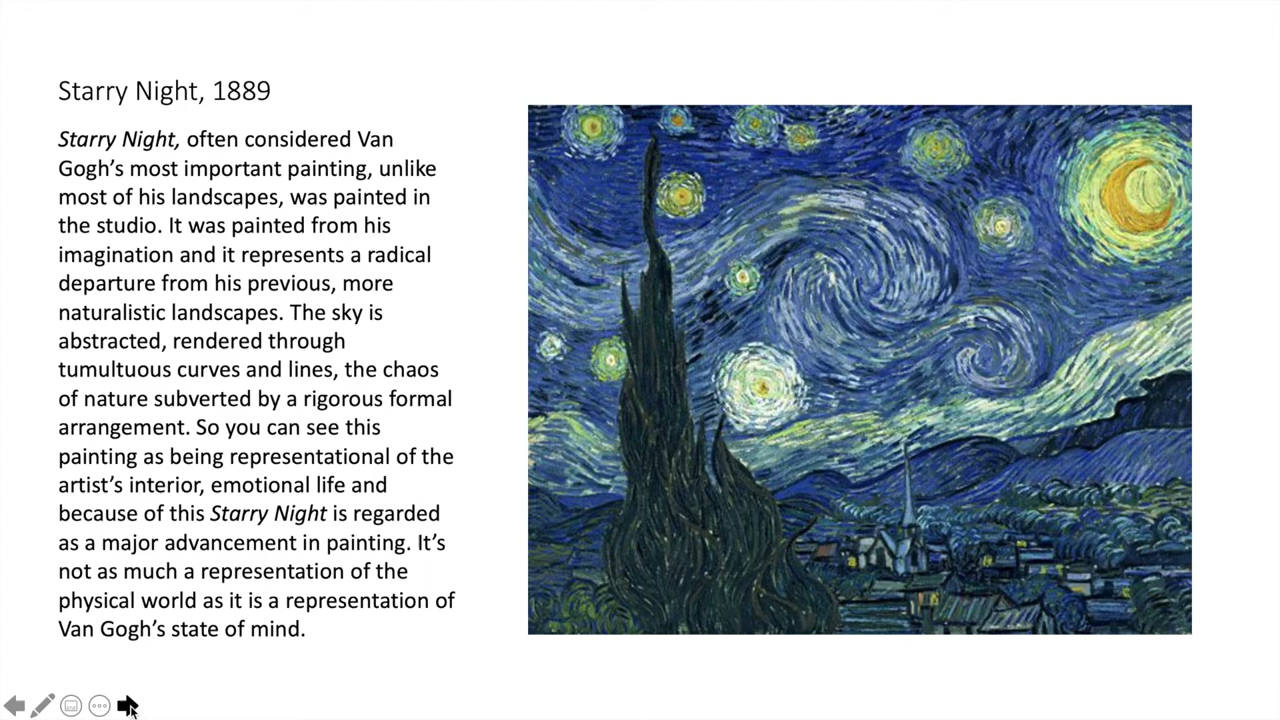 Starry Night, 1889
Starry Night, often considered Van
Gogh’s most important painting, unlike
most of his landscapes, was painted in
the studio. It was painted from his
imagination and it represents a radical
departure from his previous, more
naturalistic landscapes. The sky is
abstracted, rendered through
tumultuous curves and lines, the chaos
of nature subverted by a rigorous formal
arrangement. So you can see this
painting as being representational of the
artist’s interior, emotional life and
because of this Starry Night is regarded
as a major advancement in painting. It’s
not as much a representation of the
physical world as it is a representation of
Van Gogh’s state of mind.